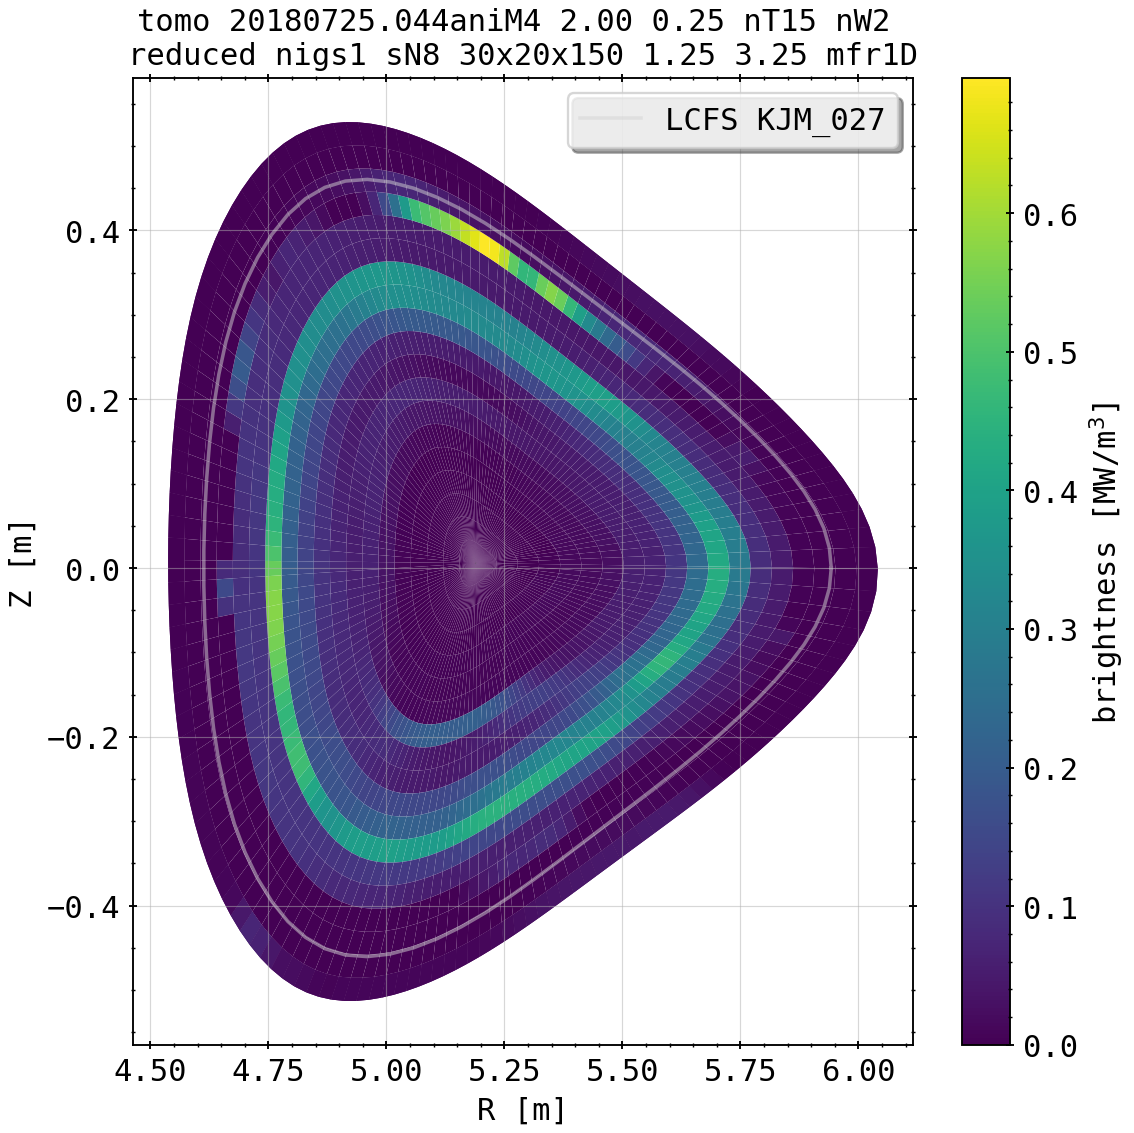 tomo 20180725.044aniM4 2.00 0.25 nT15 nW2
reduced nigs1 sN8 30x20x150 1.25 3.25 mfr1D
LCFS KJM_027
0.4
0.2
0.0
−0.2
−0.4
Z [m]
4.50 4.75 5.00 5.25 5.50 5.75 6.00
R [m]
0.6
0.5
0.4
0.3
0.2
0.1
0.0
brightness [MW/m³]